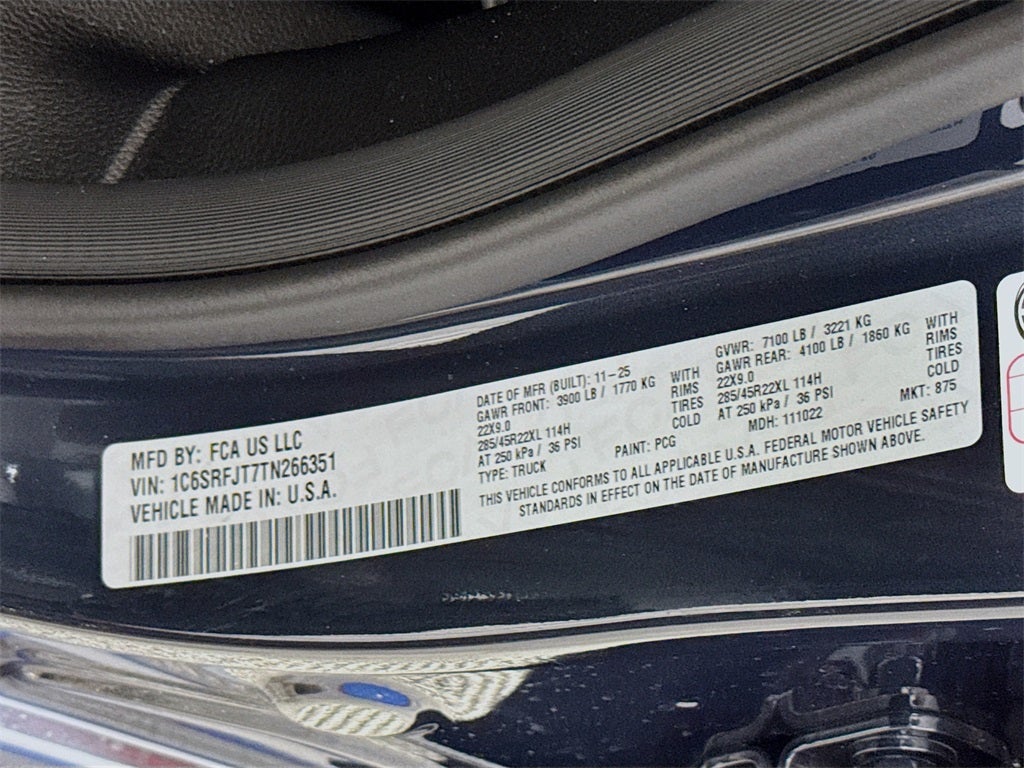 MFD BY: FCA US LLC
VIN: 1C6SRFJT7TN266351
VEHICLE MADE IN: U.S.A.
DATE OF MFR (BUILT): 11-25
GAWR FRONT: 3900 LB / 1770 KG WITH
22X9.0 RIMS
285/45R22XL 114H TIRES
AT 250 kPa / 36 PSI COLD
TYPE: TRUCK PAINT: PCG
GVWR: 7100 LB / 3221 KG
GAWR REAR: 4100 LB / 1860 KG WITH
22X9.0 RIMS
285/45R22XL 114H TIRES
AT 250 kPa / 36 PSI COLD
MDH: 111022 MKT: 875
THIS VEHICLE CONFORMS TO ALL APPLICABLE U.S.A. FEDERAL MOTOR VEHICLE SAFETY
STANDARDS IN EFFECT ON THE DATE OF MANUFACTURE SHOWN ABOVE.